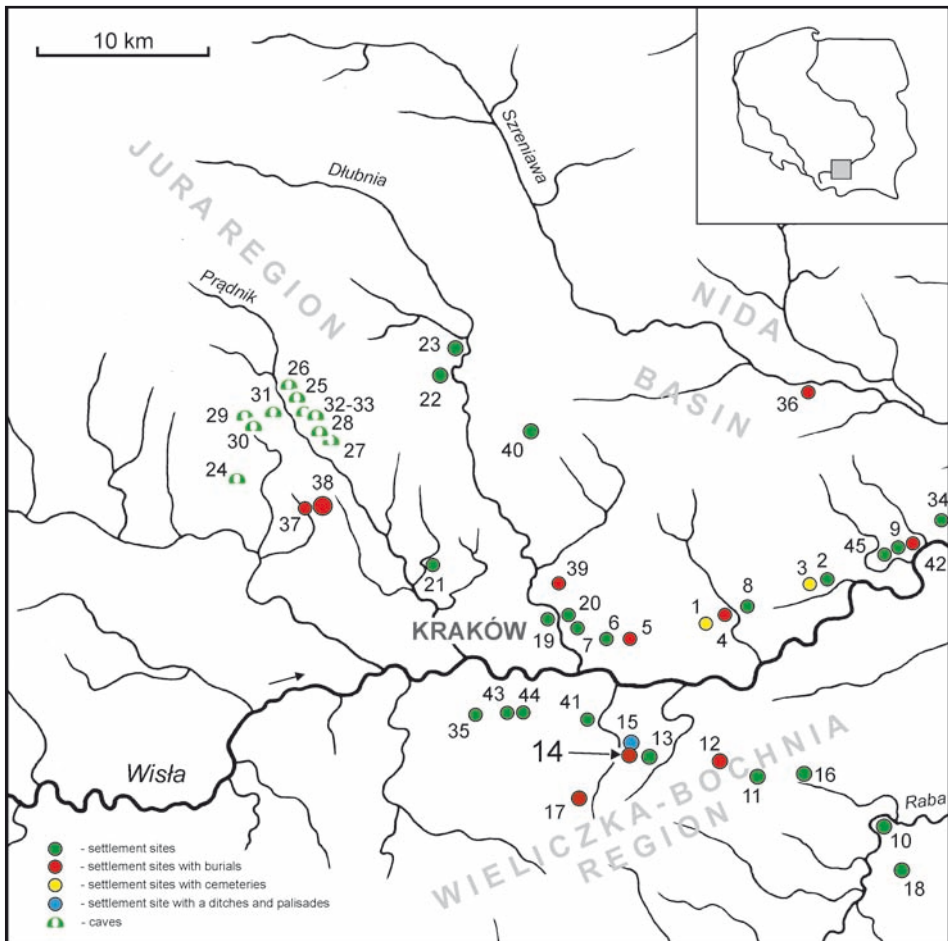 10 km
Szreniawa
JURA REGION
Dłubnia
Prądnik
NIDA
BASIN
23
22
26
25
31
32-33
29
28
30
27
24
38
37
36
40
34
9
45
42
21
39
3
2
8
1
20
6
5
4
19
7
KRAKÓW
43
44
41
35
15
13
14
12
16
11
17
Wisła
WIELICZKA-BOCHNIA
REGION
Raba
10
18
- settlement sites
- settlement sites with burials
- settlement sites with cemeteries
- settlement site with a ditches and palisades
- caves